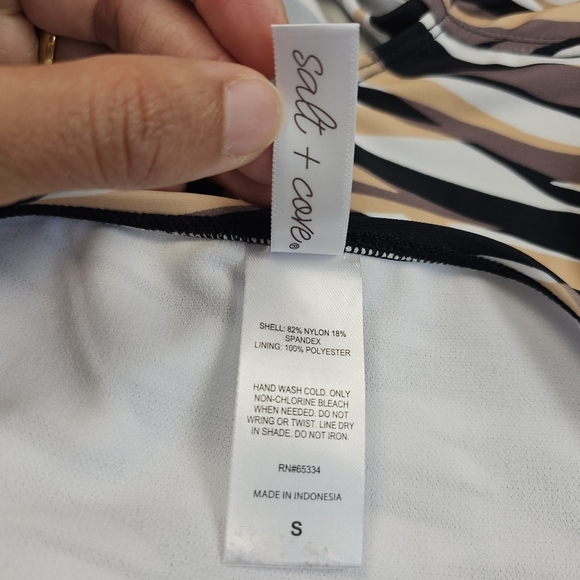 salt + cove®
SHELL: 82% NYLON 18%
SPANDEX
LINING: 100% POLYESTER
HAND WASH COLD. ONLY
NON-CHLORINE BLEACH
WHEN NEEDED. DO NOT
WRING OR TWIST. LINE DRY
IN SHADE. DO NOT IRON.
RN#65334
MADE IN INDONESIA
S